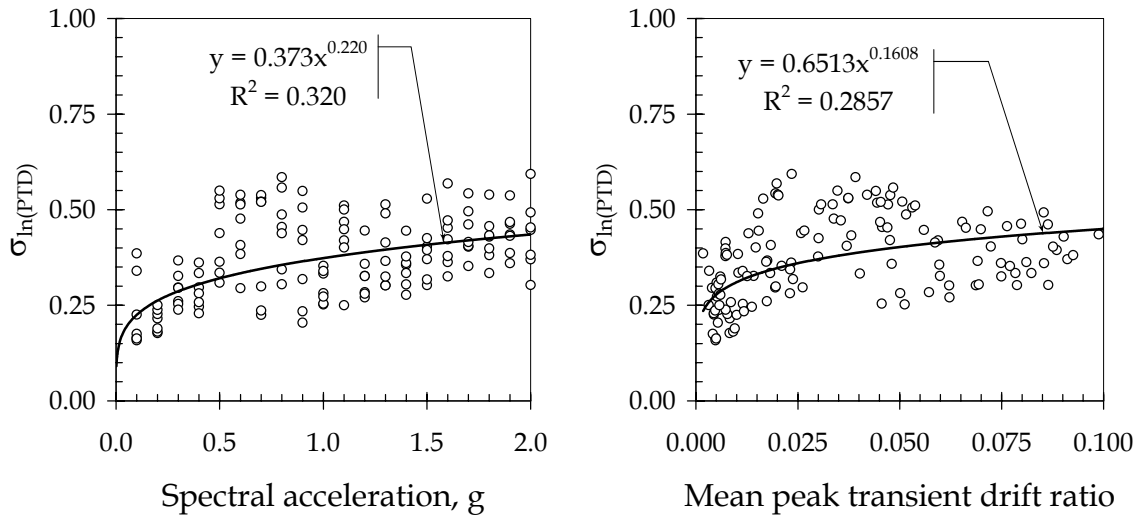 1.00
0.75
0.50
0.25
0.00
σln(PTD)
y = 0.373x^0.220
R² = 0.320
0.0 0.5 1.0 1.5 2.0
Spectral acceleration, g
1.00
0.75
0.50
0.25
0.00
σln(PTD)
y = 0.6513x^0.1608
R² = 0.2857
0.000 0.025 0.050 0.075 0.100
Mean peak transient drift ratio